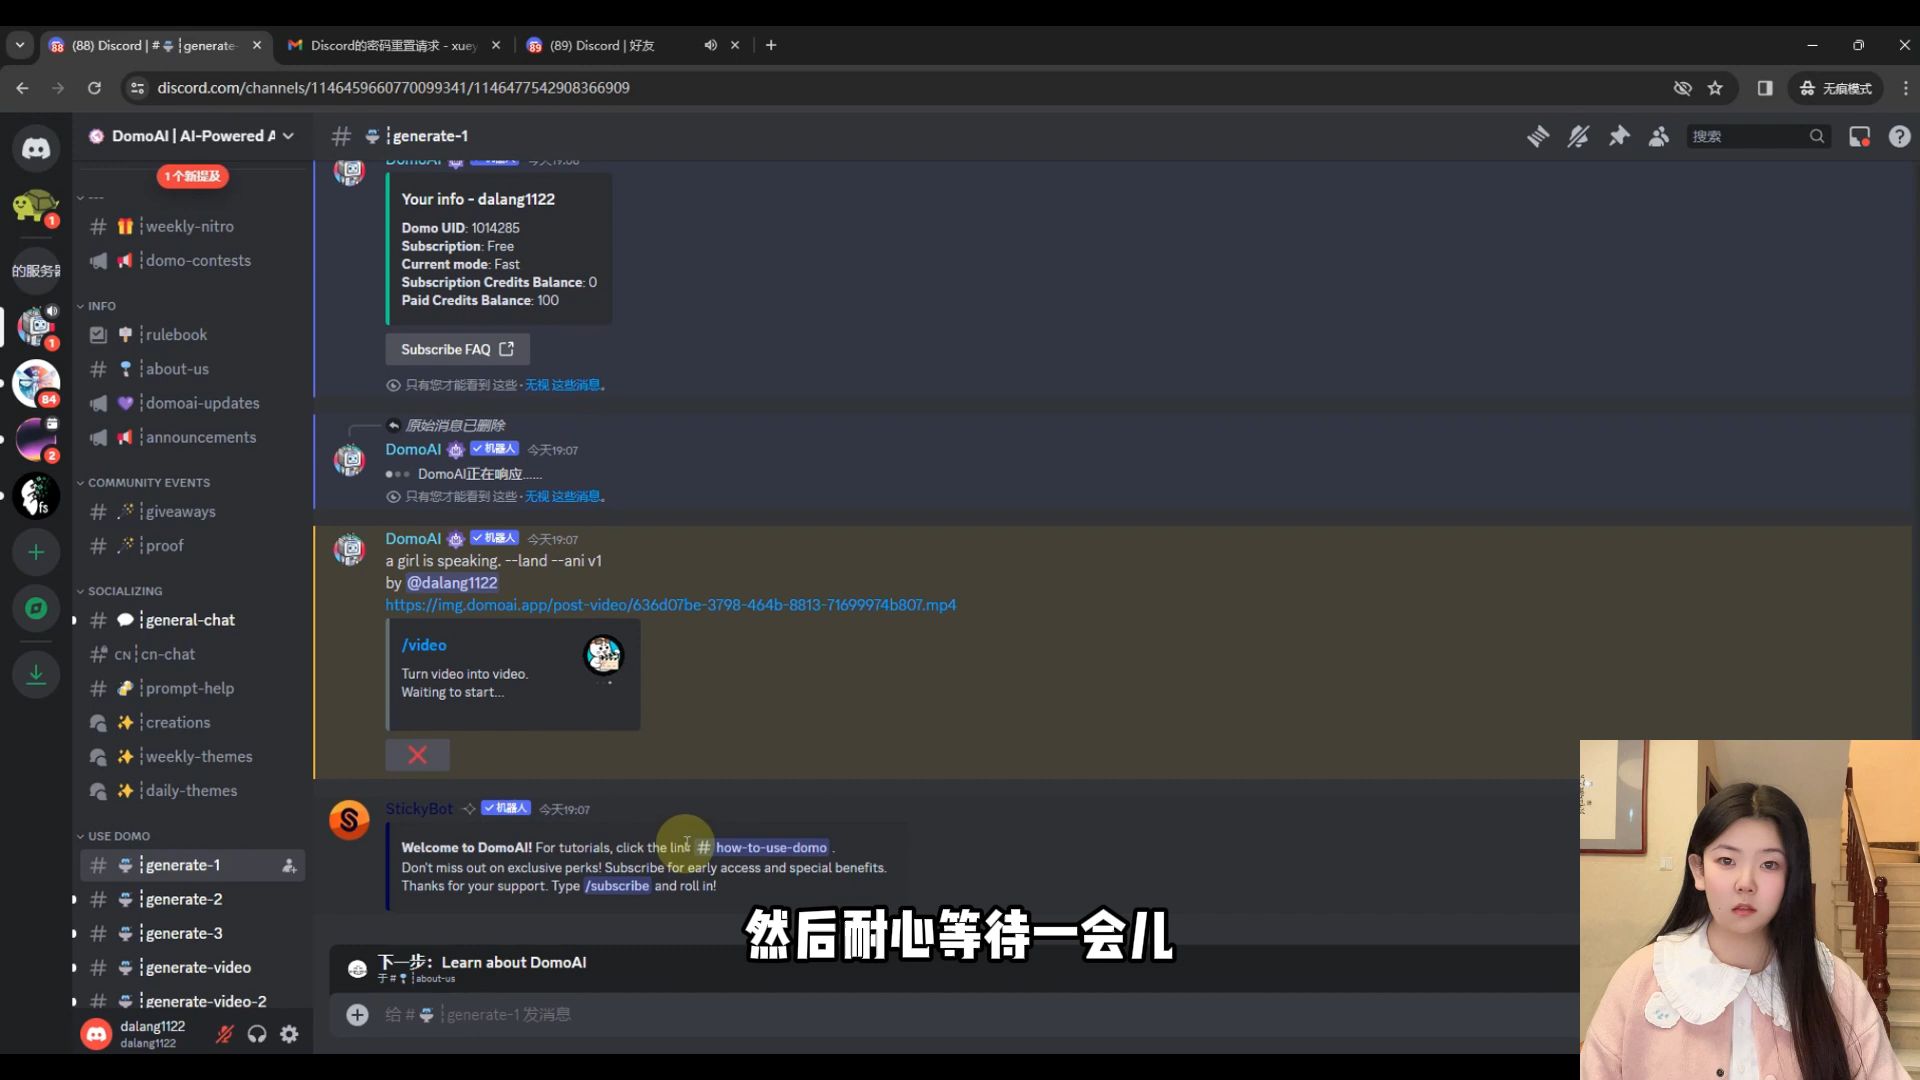 (88) Discord | # generate-
Discord的密码重置请求 - xuey
(89) Discord | 好友
discord.com/channels/1146459660770099341/1146477542908366909
无痕模式
DomoAI | AI-Powered A
generate-1
搜索
1个新提及
---
weekly-nitro
domo-contests
INFO
rulebook
about-us
domoai-updates
announcements
COMMUNITY EVENTS
giveaways
proof
SOCIALIZING
general-chat
CN cn-chat
prompt-help
creations
weekly-themes
daily-themes
USE DOMO
generate-1
generate-2
generate-3
generate-video
generate-video-2
dalang1122
dalang1122
的服务器
1
1
84
2
fs
Your info - dalang1122
Domo UID: 1014285
Subscription: Free
Current mode: Fast
Subscription Credits Balance: 0
Paid Credits Balance: 100
Subscribe FAQ
只有您才能看到 这些 · 无视 这些消息。
原始消息已删除
DomoAI 机器人 今天19:07
DomoAI正在响应......
只有您才能看到 这些 · 无视 这些消息。
DomoAI 机器人 今天19:07
a girl is speaking. --land --ani v1
by @dalang1122
https://img.domoai.app/post-video/636d07be-3798-464b-8813-71699974b807.mp4
/video
Turn video into video.
Waiting to start...
StickyBot 机器人 今天19:07
Welcome to DomoAI! For tutorials, click the link # how-to-use-domo .
Don't miss out on exclusive perks! Subscribe for early access and special benefits.
Thanks for your support. Type /subscribe and roll in!
然后耐心等待一会儿
下一步：Learn about DomoAI
于 # about-us
给 # generate-1 发消息